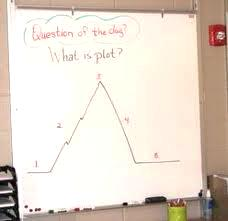 Question of the day?
What is plot?
3.
2.
4.
1.
5.